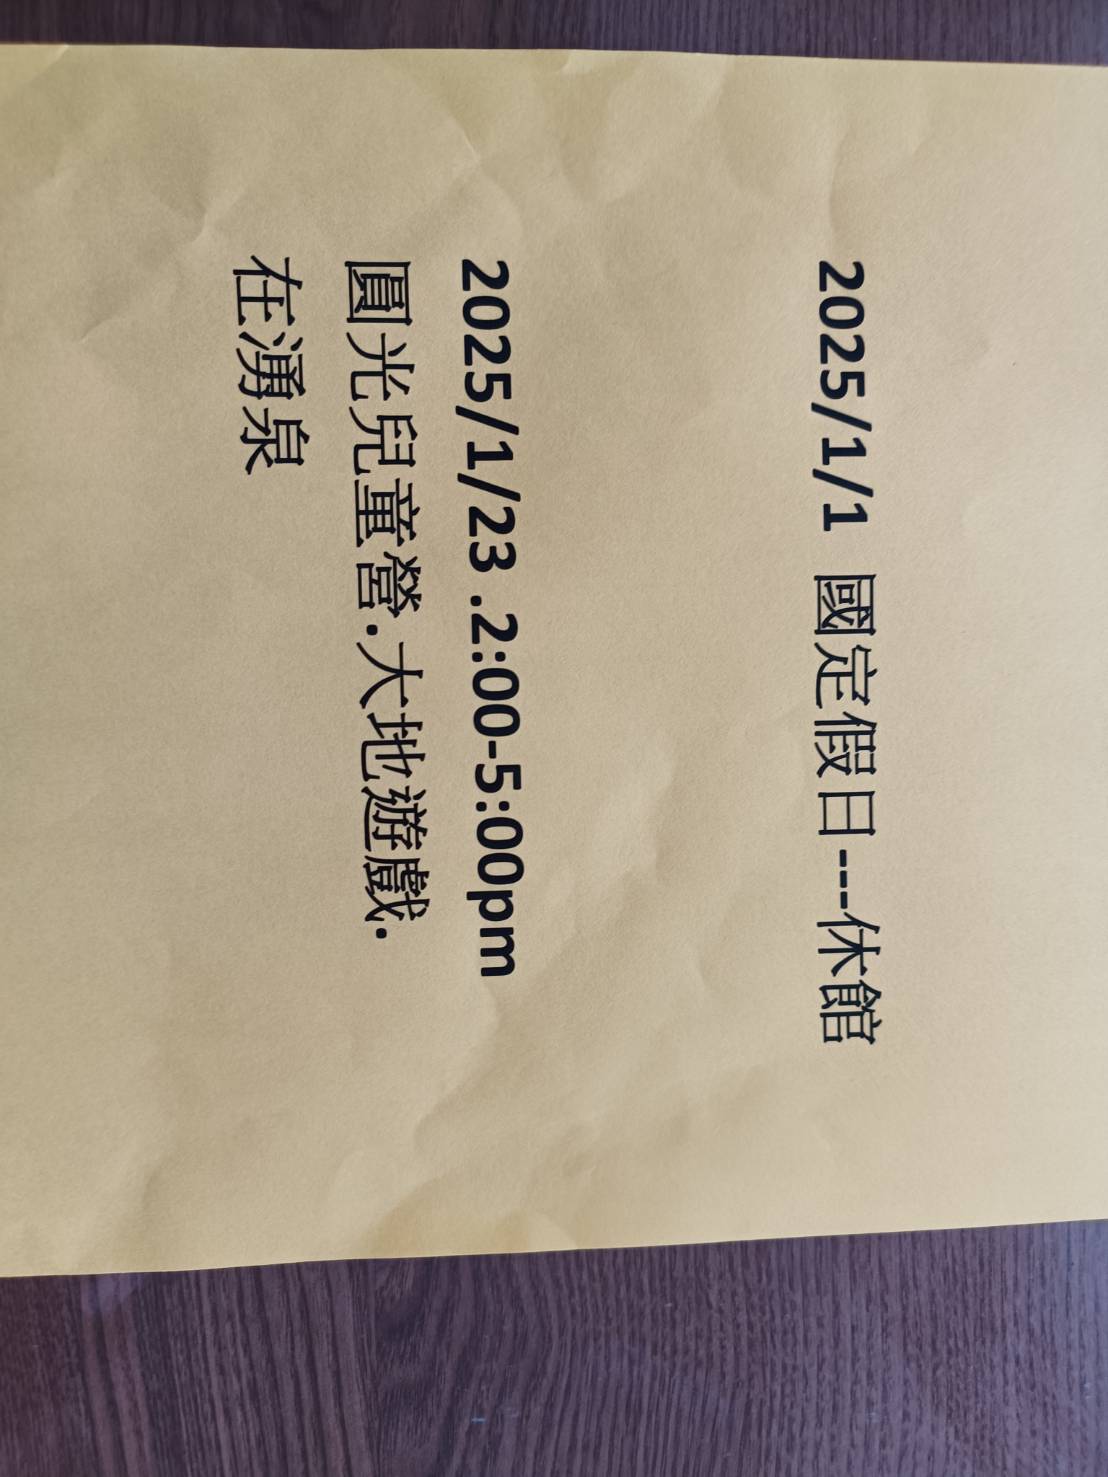 2025/1/1 國定假日---休館
2025/1/23 .2:00-5:00pm
圓光兒童營.大地遊戲.
在湧泉